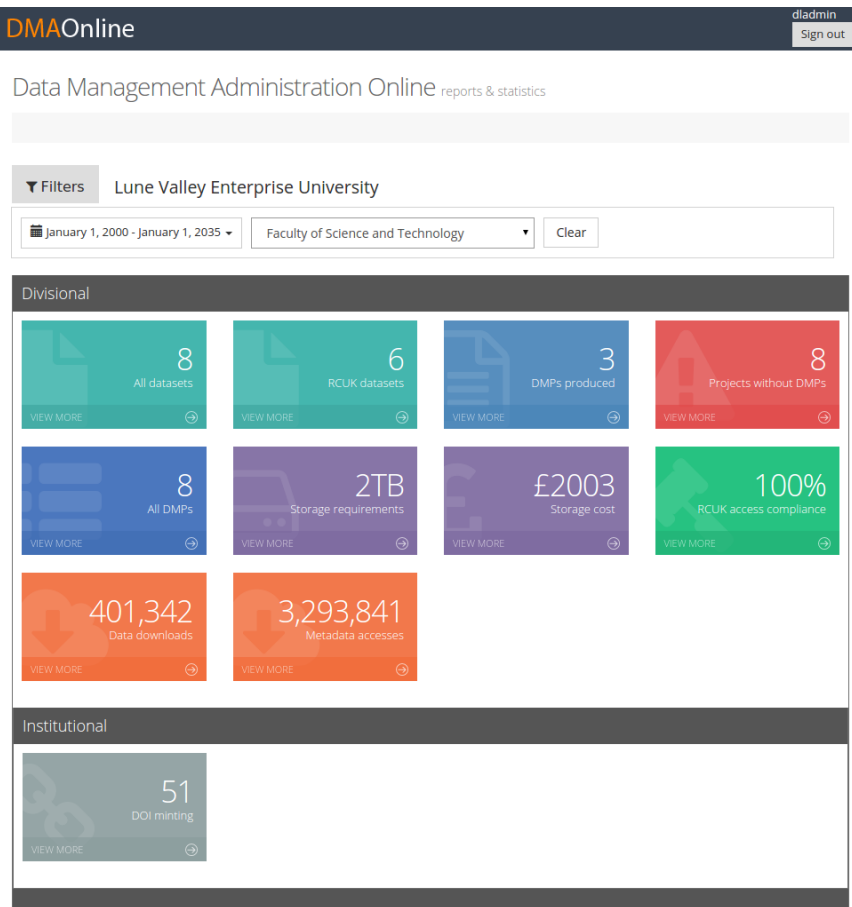 dladmin
DMAOnline
Sign out
Data Management Administration Online reports & statistics
Filters
Lune Valley Enterprise University
January 1, 2000 - January 1, 2035
Faculty of Science and Technology
Clear
Divisional
8
All datasets
VIEW MORE
6
RCUK datasets
VIEW MORE
3
DMPs produced
VIEW MORE
8
Projects without DMPs
VIEW MORE
8
All DMPs
VIEW MORE
2TB
Storage requirements
VIEW MORE
£2003
Storage cost
VIEW MORE
100%
RCUK access compliance
VIEW MORE
401,342
Data downloads
VIEW MORE
3,293,841
Metadata accesses
VIEW MORE
Institutional
51
DOI minting
VIEW MORE